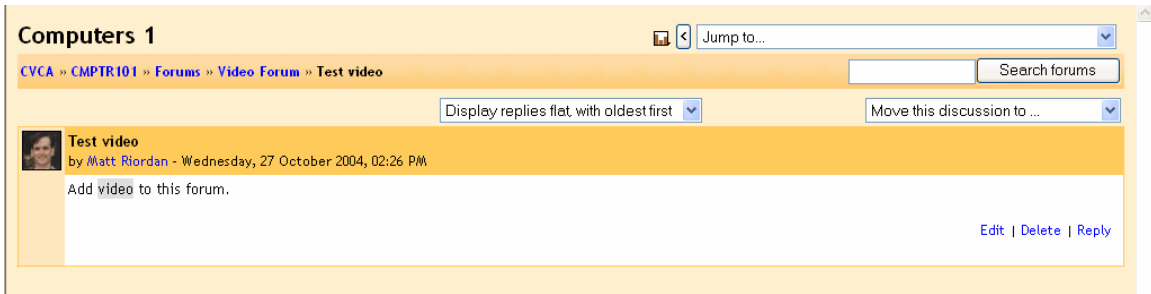 Computers 1
< Jump to...
CVCA » CMPTR101 » Forums » Video Forum » Test video Search forums
Display replies flat, with oldest first Move this discussion to ...
Test video
by Matt Riordan - Wednesday, 27 October 2004, 02:26 PM
Add video to this forum.
Edit | Delete | Reply